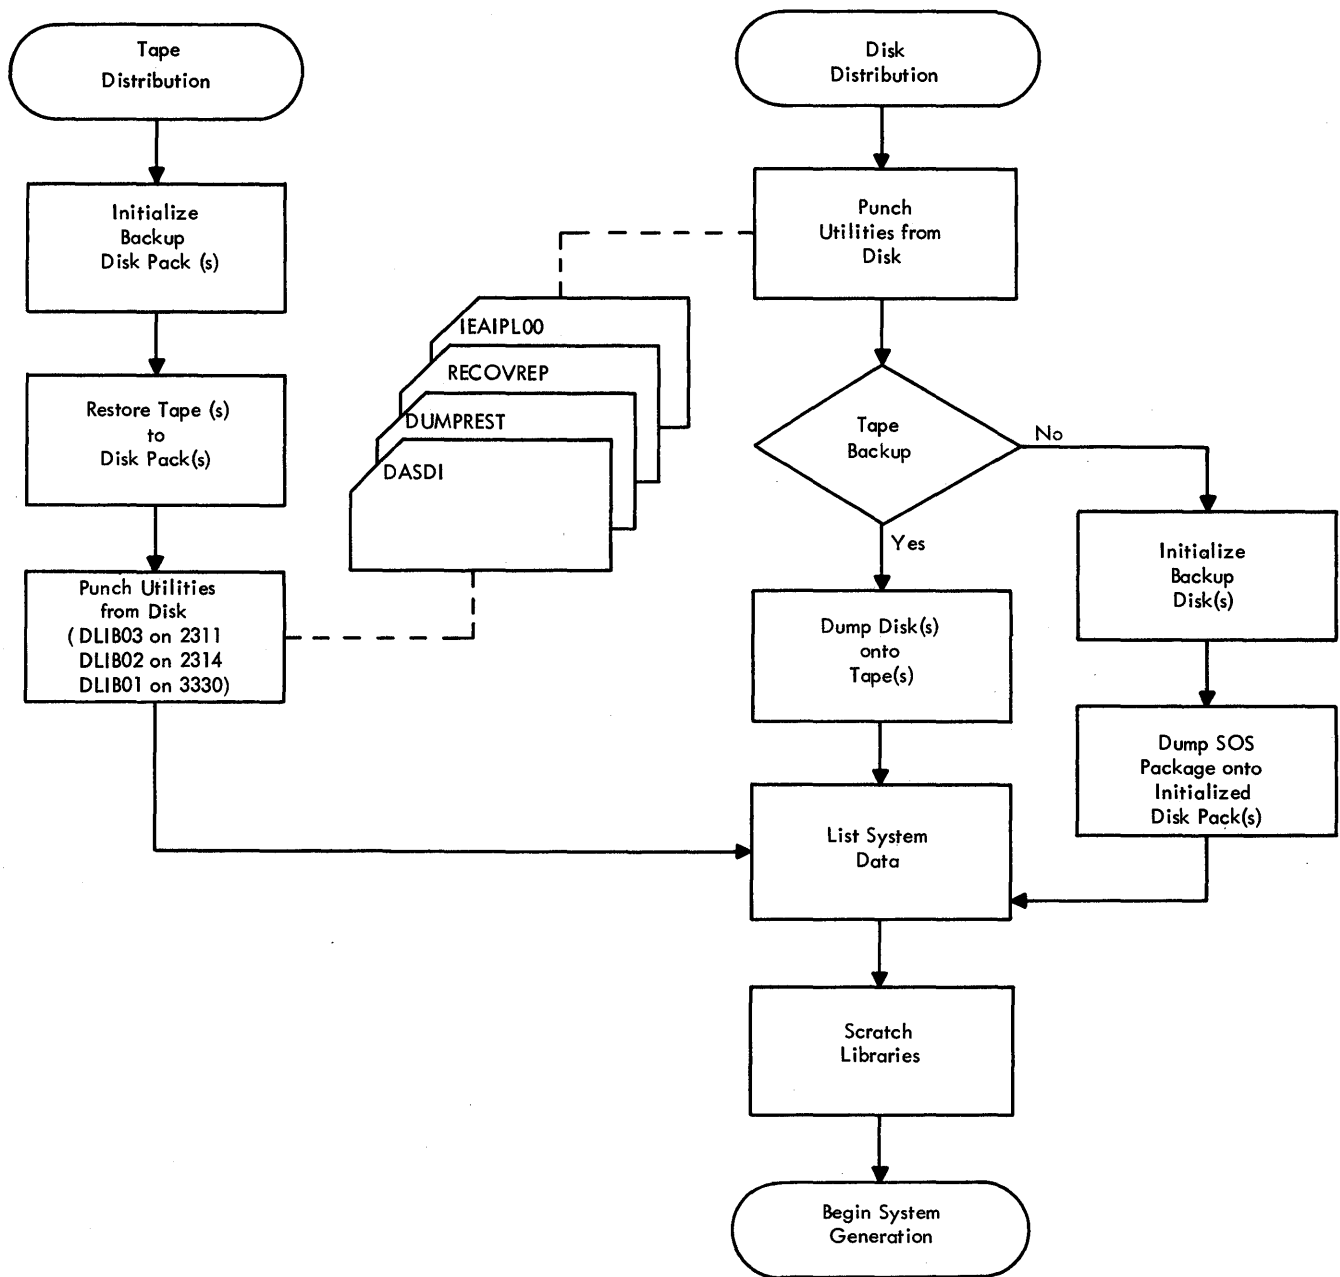 Tape
Distribution
Initialize
Backup
Disk Pack (s)
Restore Tape (s)
to
Disk Pack(s)
Punch Utilities
from Disk
( DLIB03 on 2311
DLIB02 on 2314
DLIB01 on 3330)
IEAIPL00
RECOVREP
DUMPREST
DASDI
Disk
Distribution
Punch
Utilities from
Disk
Tape
Backup
No
Yes
Initialize
Backup
Disk(s)
Dump Disk(s)
onto
Tape(s)
Dump SOS
Package onto
Initialized
Disk Pack(s)
List System
Data
Scratch
Libraries
Begin System
Generation